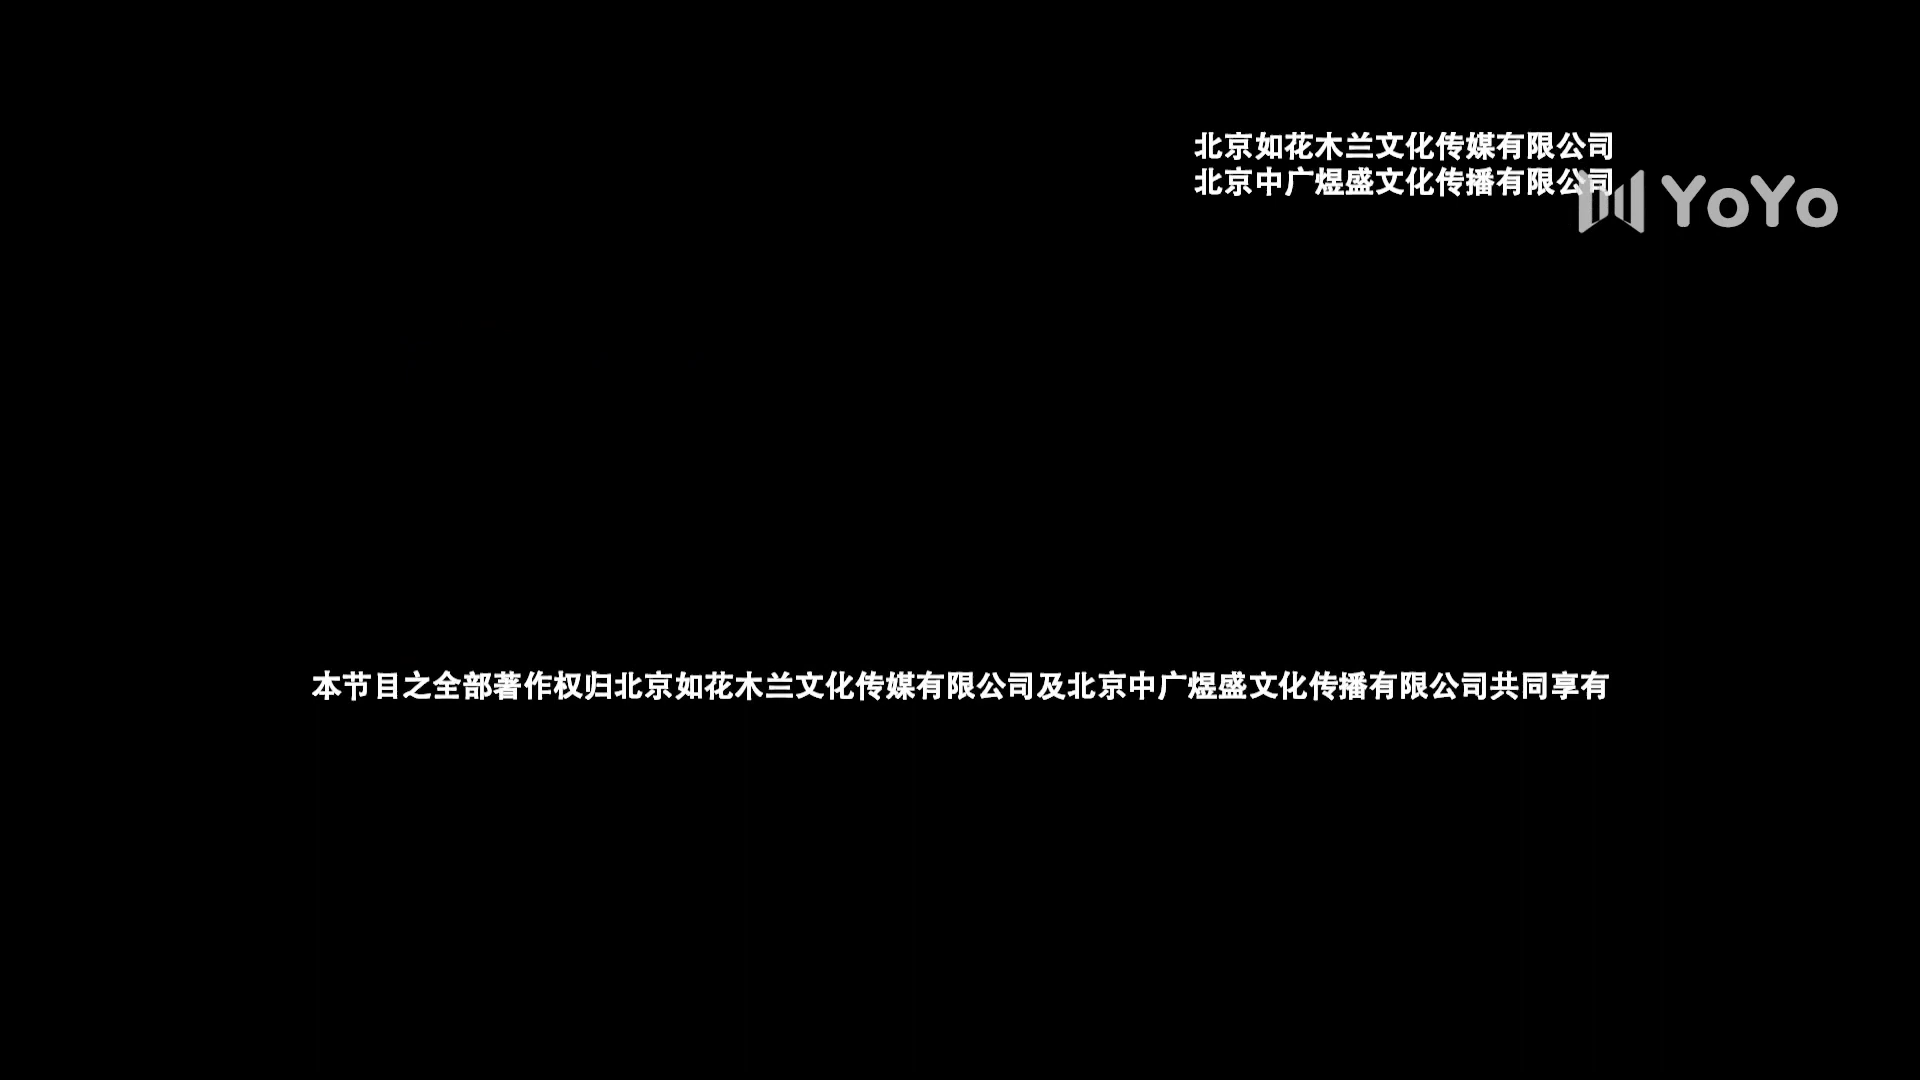 北京如花木兰文化传媒有限公司
北京中广煜盛文化传播有限公司
YoYo
本节目之全部著作权归北京如花木兰文化传媒有限公司及北京中广煜盛文化传播有限公司共同享有